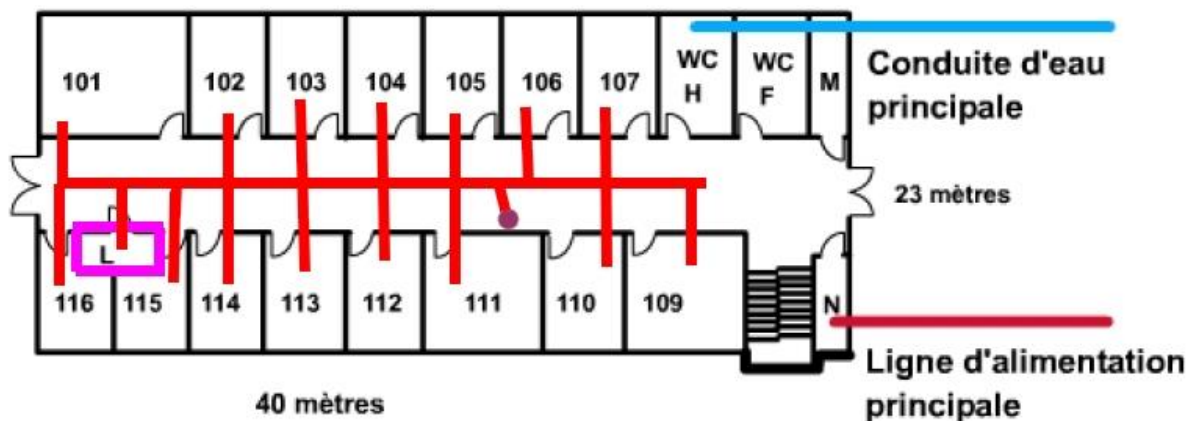 101
102
103
104
105
106
107
WC
H
WC
F
M
Conduite d'eau
principale
23 mètres
L
116
115
114
113
112
111
110
109
N
Ligne d'alimentation
principale
40 mètres